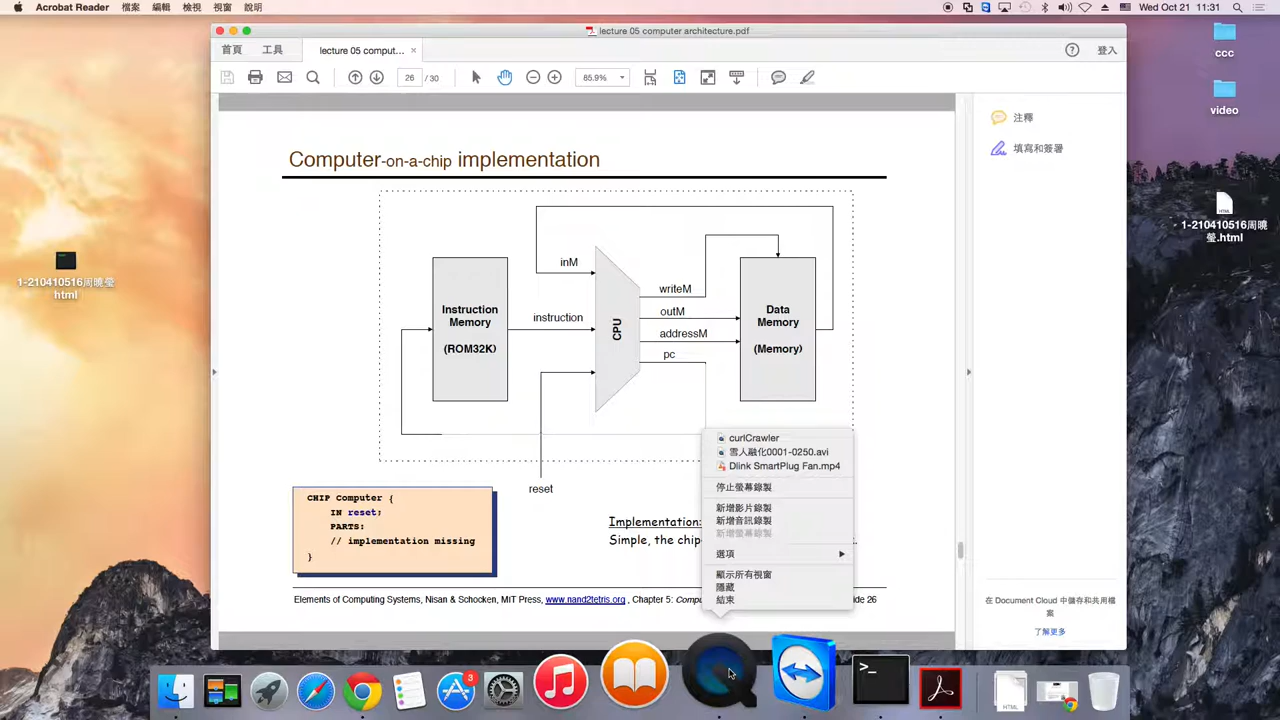 Acrobat Reader 檔案 編輯 檢視 視窗 說明
Wed Oct 21 11:31
lecture 05 computer architecture.pdf
首頁 工具 lecture 05 comput... × ? 登入
26 / 30 85.9%
ccc
video
1-210410516周曉瑩.html
1-210410516周曉瑩
html
注釋
填寫和簽署
Computer-on-a-chip implementation
inM
writeM
Instruction
Memory
(ROM32K)
instruction
CPU
outM
addressM
pc
Data
Memory
(Memory)
reset
CHIP Computer {
IN reset;
PARTS:
// implementation missing
}
Implementation:
Simple, the chip
curlCrawler
雪人融化0001-0250.avi
Dlink SmartPlug Fan.mp4
停止螢幕錄製
新增影片錄製
新增音訊錄製
新增螢幕錄製
選項
顯示所有視窗
隱藏
結束
Elements of Computing Systems, Nisan & Schocken, MIT Press, www.nand2tetris.org , Chapter 5: Compu
de 26
在 Document Cloud 中儲存和共用檔
案
了解更多
3
>_
HTML
HTML